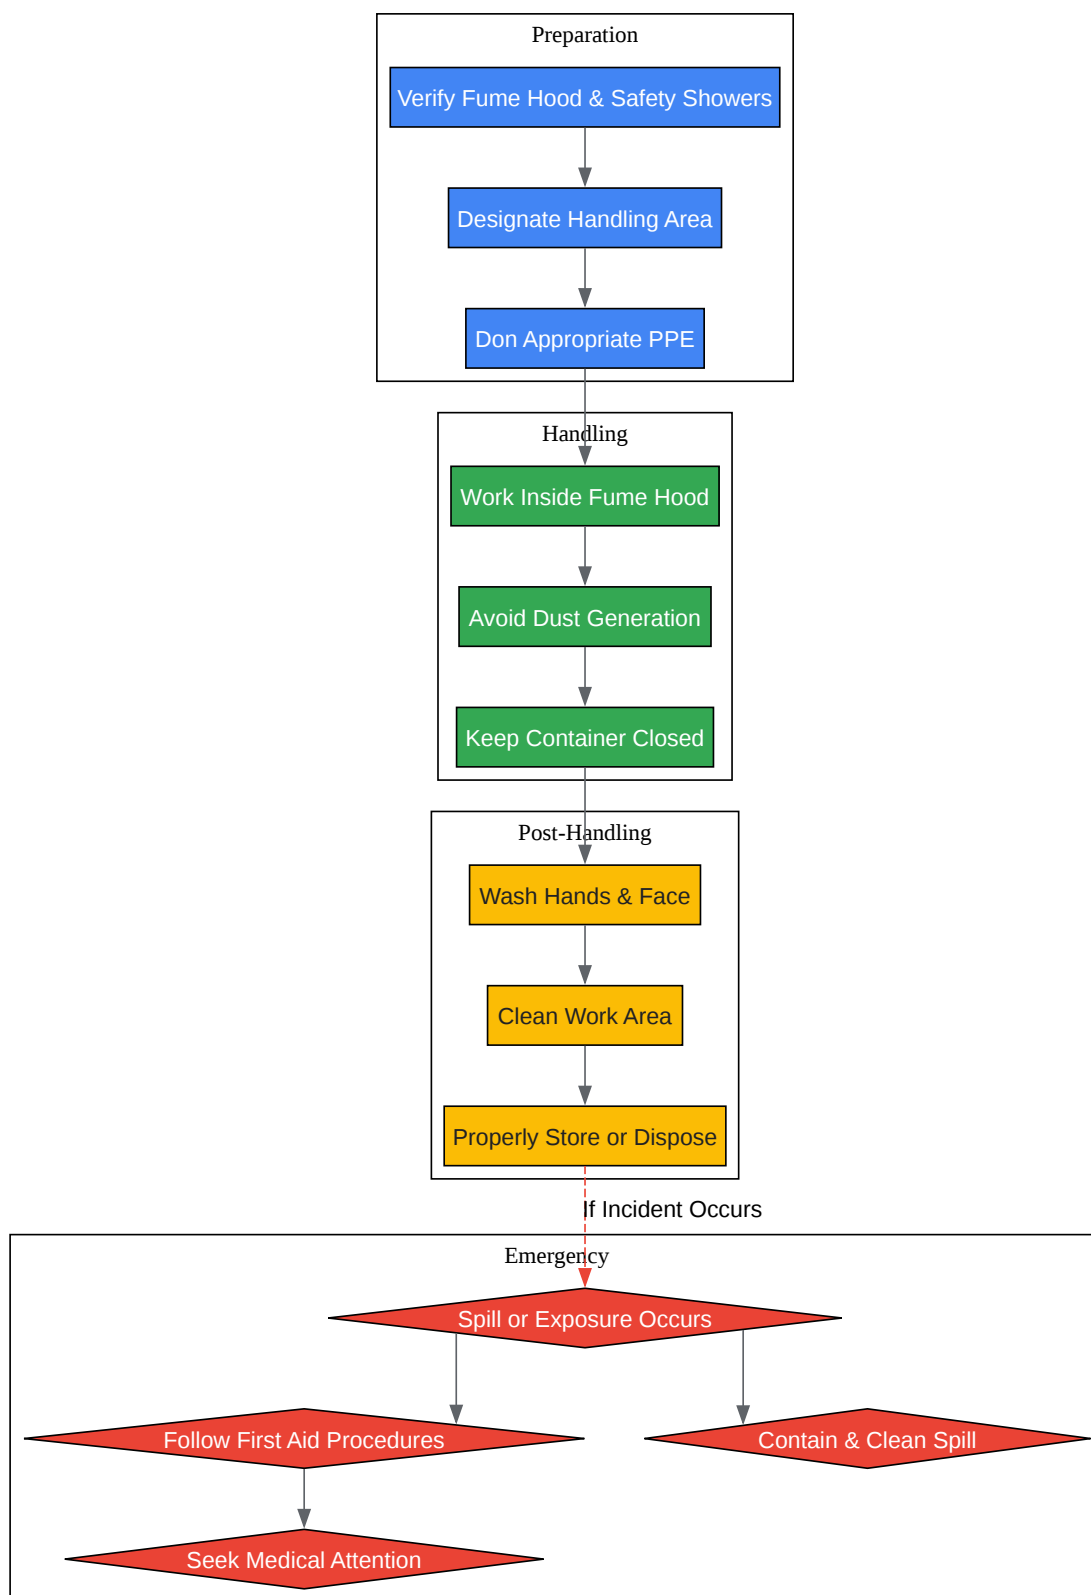 Preparation
Verify Fume Hood & Safety Showers
Designate Handling Area
Don Appropriate PPE
Handling
Work Inside Fume Hood
Avoid Dust Generation
Keep Container Closed
Post-Handling
Wash Hands & Face
Clean Work Area
Properly Store or Dispose
If Incident Occurs
Emergency
Spill or Exposure Occurs
Follow First Aid Procedures
Contain & Clean Spill
Seek Medical Attention